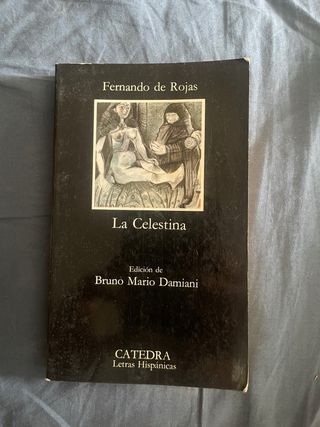 Fernando de Rojas
La Celestina
Edición de
Bruno Mario Damiani
CATEDRA
Letras Hispánicas